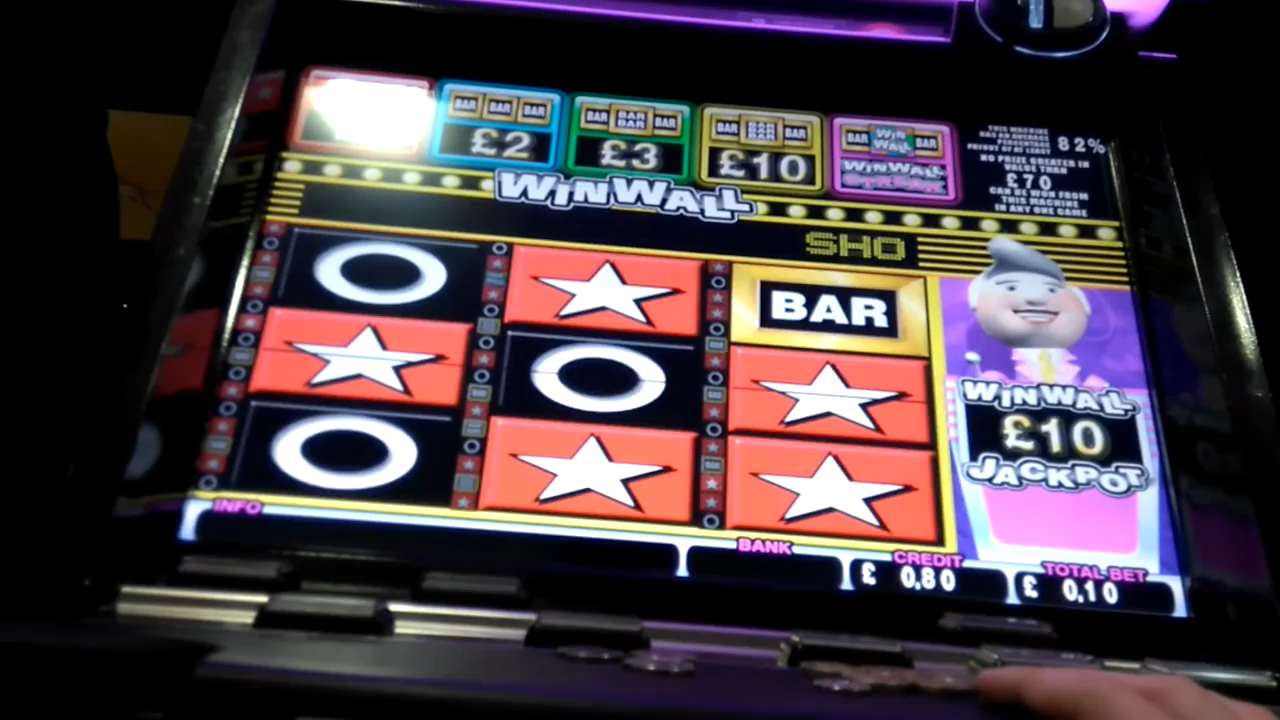 BAR BAR BAR
£2
BAR BAR BAR BAR
£3
BAR BAR BAR BAR
£10
BAR WIN WALL BAR
WINWALL
STREAK
THIS MACHINE
HAS AN AVERAGE
PERCENTAGE
PAYOUT OF AT LEAST
82%
NO PRIZE GREATER IN
VALUE THAN
£70
CAN BE WON FROM
THIS MACHINE
IN ANY ONE GAME
WINWALL
SHO
BAR
WINWALL
£10
JACKPOT
INFO
BANK
CREDIT
£ 0.80
TOTAL BET
£ 0.10